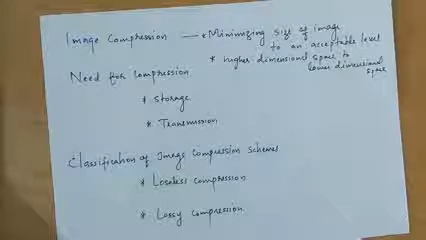 Image Compression — * Minimizing size of image
to an acceptable level
* higher dimensional space to
lower dimensional
space
Need for Compression
* Storage
* Transmission
Classification of Image Compression Schemes
* Lossless compression
* Lossy compression